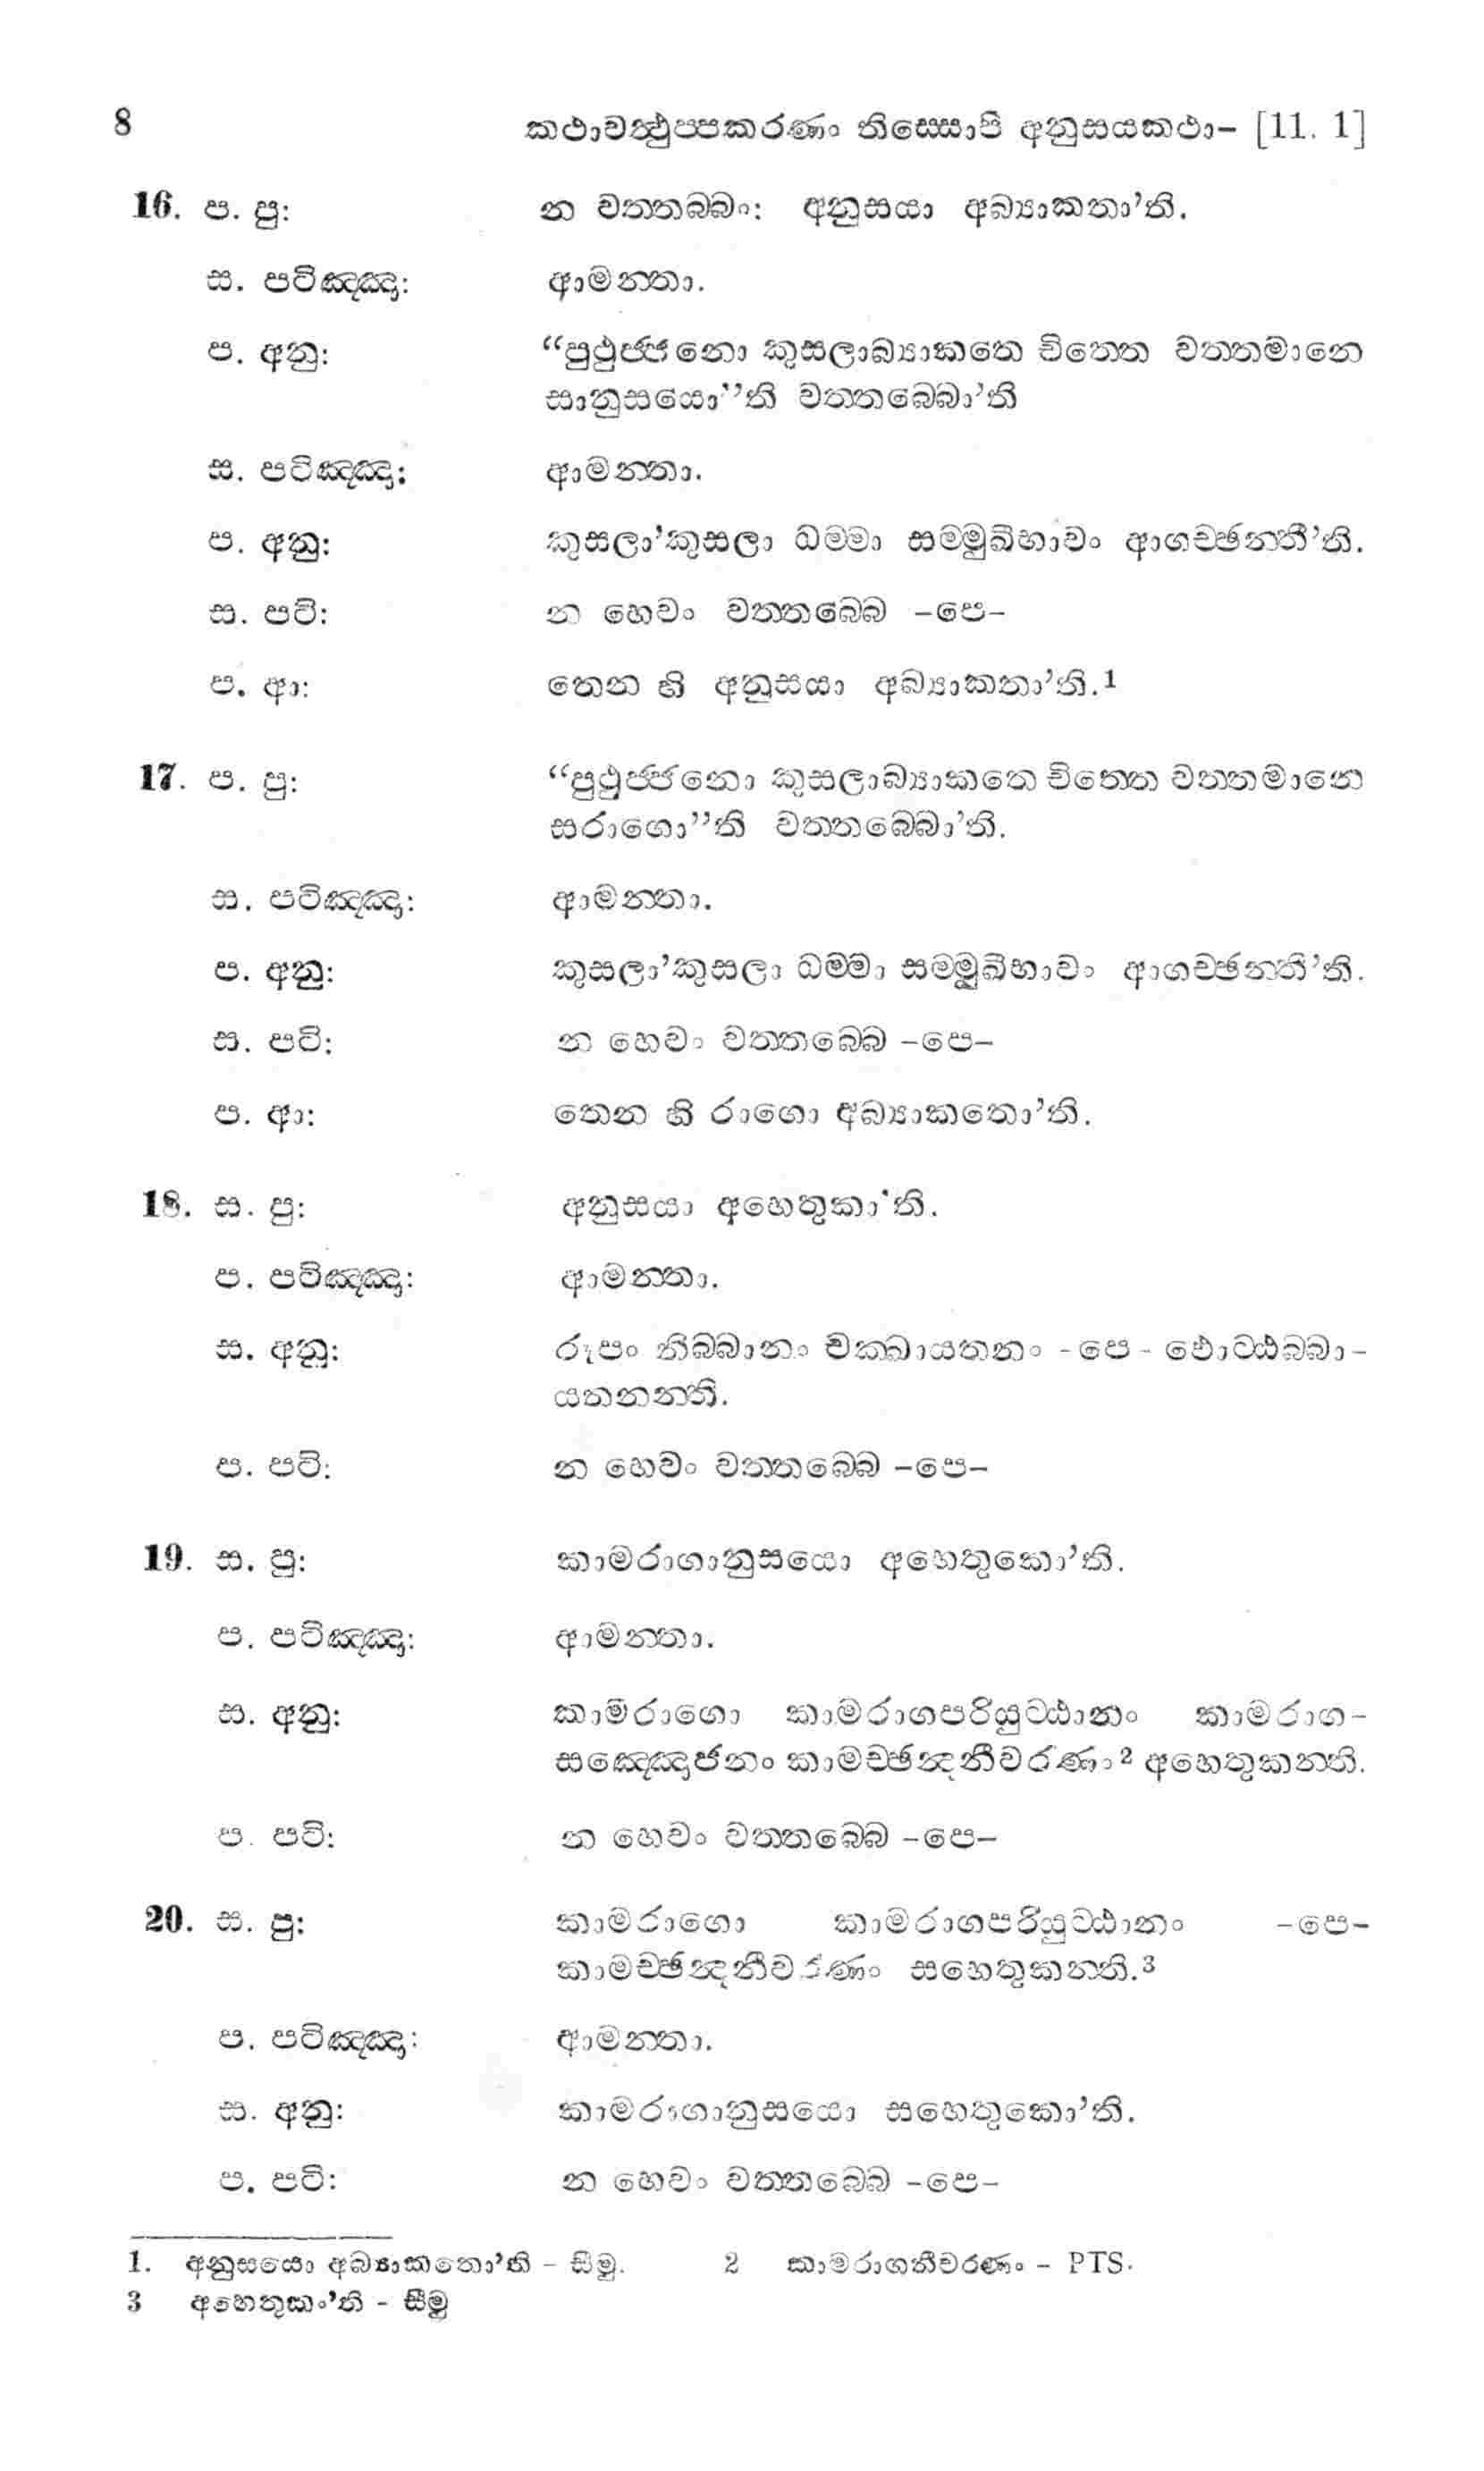 8 කථාවත්‍ථුප්පකරණං තිස්සොපි අනුසයකථා– [11. 1]
16. ප. පු: න වත්තබ්බං: අනුසයා අබ්‍යාකතා’ති.
ස. පටිඤ්ඤා: ආමන්තා.
ප. අනු: “පුථුජ්ජනො කුසලාබ්‍යාකතෙ චිත්තෙ වත්තමානෙ
සානුසයො”ති වත්තබ්බො’ති
ස. පටිඤ්ඤා: ආමන්තා.
ප. අනු: කුසලා’කුසලා ධම්මා සම්මුඛීභාවං ආගච්ඡන්තී’ති.
ස. පටි: න හෙවං වත්තබ්බෙ –පෙ–
ප. ආ: තෙන හි අනුසයා අබ්‍යාකතා’ති.1
17. ප. පු: “පුථුජ්ජනො කුසලාබ්‍යාකතෙ චිත්තෙ වත්තමානෙ
සරාගො”ති වත්තබ්බො’ති.
ස. පටිඤ්ඤා: ආමන්තා.
ප. අනු: කුසලා’කුසලා ධම්මා සම්මුඛීභාවං ආගච්ඡන්තී’ති.
ස. පටි: න හෙවං වත්තබ්බෙ –පෙ–
ප. ආ: තෙන හි රාගො අබ්‍යාකතො’ති.
18. ස. පු: අනුසයා අහෙතුකා’ති.
ප. පටිඤ්ඤා: ආමන්තා.
ස. අනු: රූපං නිබ්බානං චක්ඛායතනං -පෙ- ඵොට්ඨබ්බා-
යතනන්ති.
ප. පටි: න හෙවං වත්තබ්බෙ –පෙ–
19. ස. පු: කාමරාගානුසයො අහෙතුකො’ති.
ප. පටිඤ්ඤා: ආමන්තා.
ස. අනු: කාමරාගො කාමරාගපරියුට්ඨානං කාමරාග-
සඤ්ඤොජනං කාමච්ඡන්දනීවරණං2 අහෙතුකන්ති.
ප. පටි: න හෙවං වත්තබ්බෙ –පෙ–
20. ස. පු: කාමරාගො කාමරාගපරියුට්ඨානං –පෙ–
කාමච්ඡන්දනීවරණං සහෙතුකන්ති.3
ප. පටිඤ්ඤා: ආමන්තා.
ස. අනු: කාමරාගානුසයො සහෙතුකො’ති.
ප. පටි: න හෙවං වත්තබ්බෙ –පෙ–
1. අනුසයො අබ්‍යාකතො’ති – සීමු. 2 කාමරාගනීවරණං – PTS.
3 අහෙතුකං’ති - සීමු